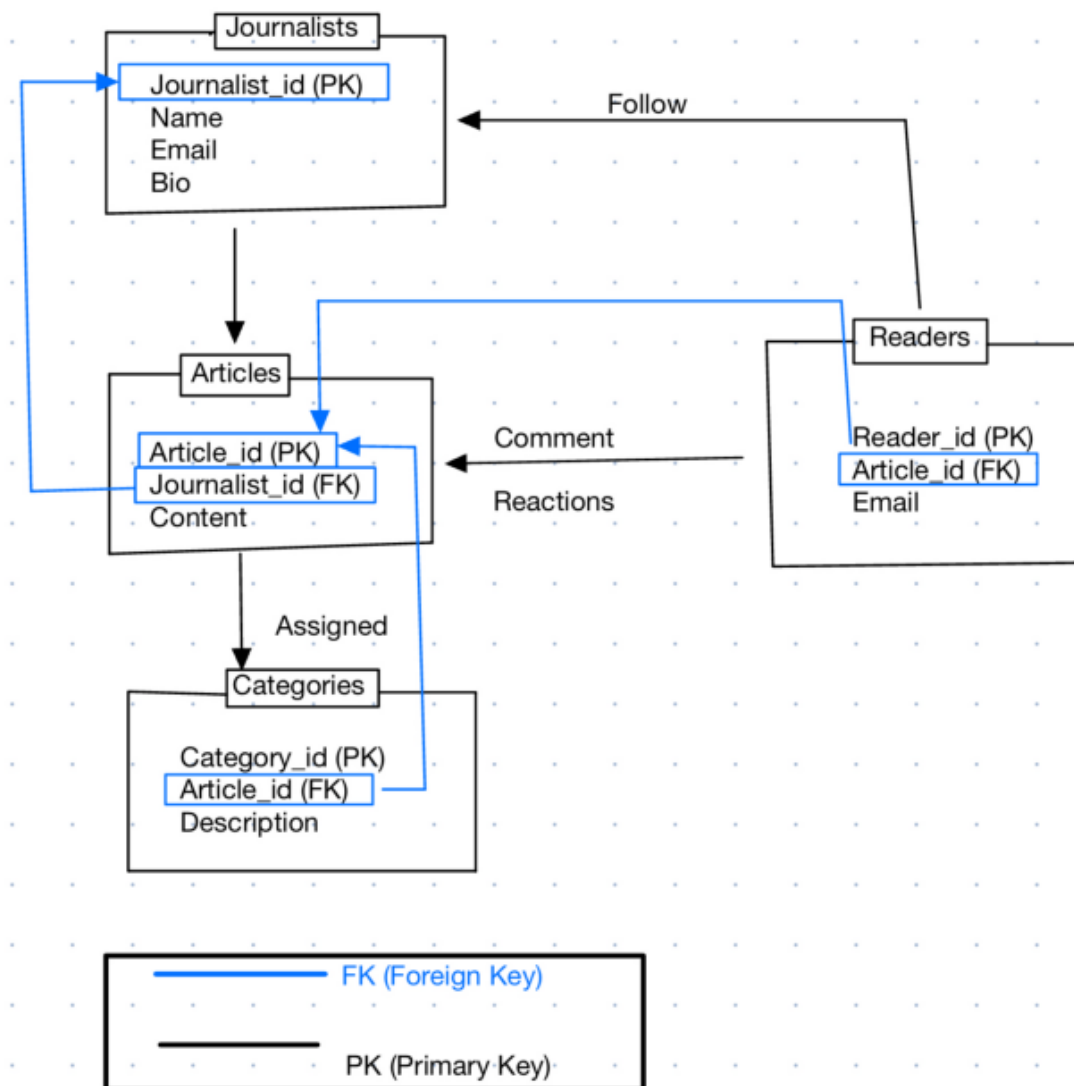 Journalists
Journalist_id (PK)
Name
Email
Bio
Follow
Articles
Article_id (PK)
Journalist_id (FK)
Content
Comment
Reactions
Readers
Reader_id (PK)
Article_id (FK)
Email
Assigned
Categories
Category_id (PK)
Article_id (FK)
Description
FK (Foreign Key)
PK (Primary Key)